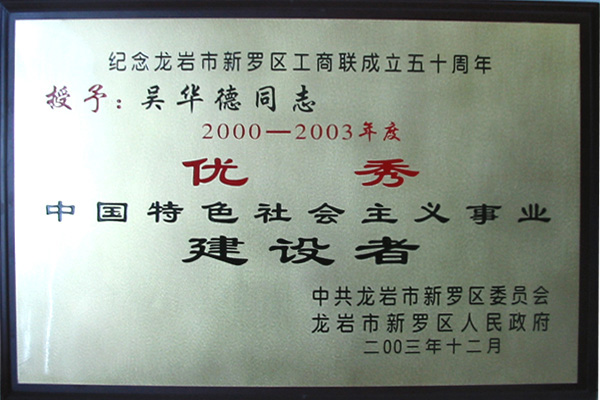 纪念龙岩市新罗区工商联成立五十周年
授予：吴华德同志
2000—2003年度
优秀
中国特色社会主义事业
建设者
中共龙岩市新罗区委员会
龙岩市新罗区人民政府
二00三年十二月